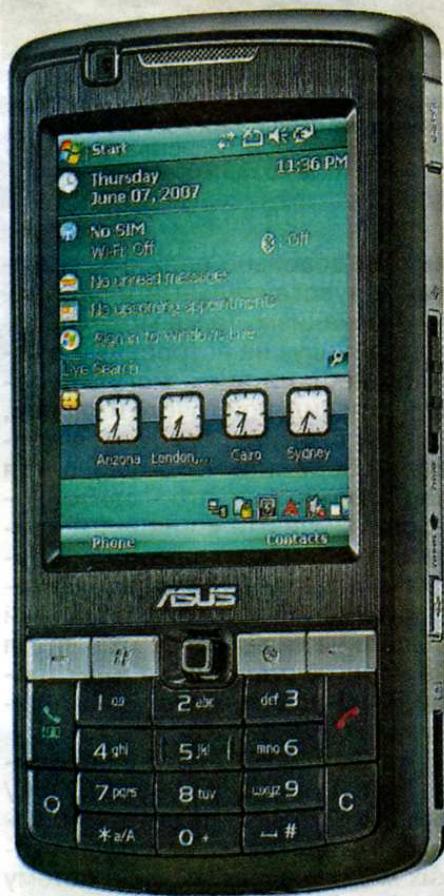 Start
Thursday 11:36 PM
June 07, 2007
No SIM
Wi-Fi: Off : Off
No unread messages
No upcoming appointments
Sign in to Windows Live
Live Search
Arizona London,... Cairo Sydney
Phone Contacts
ASUS
1 2 abc def 3
4 ghi 5 jkl mno 6
7 pqrs 8 tuv wxyz 9 C
* a/A 0 + #